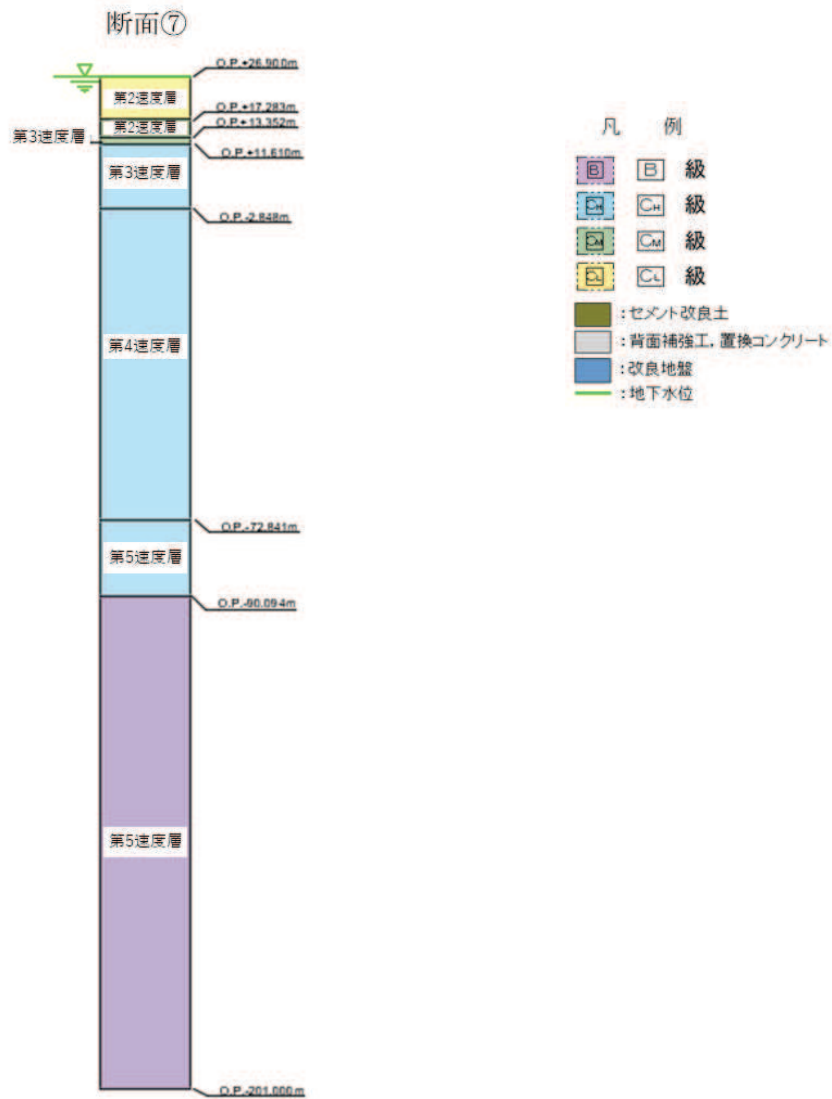 断面⑦
O.P.+26.900m
第2速度層
O.P.+17.283m
第2速度層
O.P.+13.352m
第3速度層
O.P.+11.610m
第3速度層
O.P.-2.848m
第4速度層
O.P.-72.841m
第5速度層
O.P.-90.094m
第5速度層
O.P.-201.000m
凡 例
B B 級
CH CH 級
CM CM 級
CL CL 級
:セメント改良土
:背面補強工,置換コンクリート
:改良地盤
:地下水位